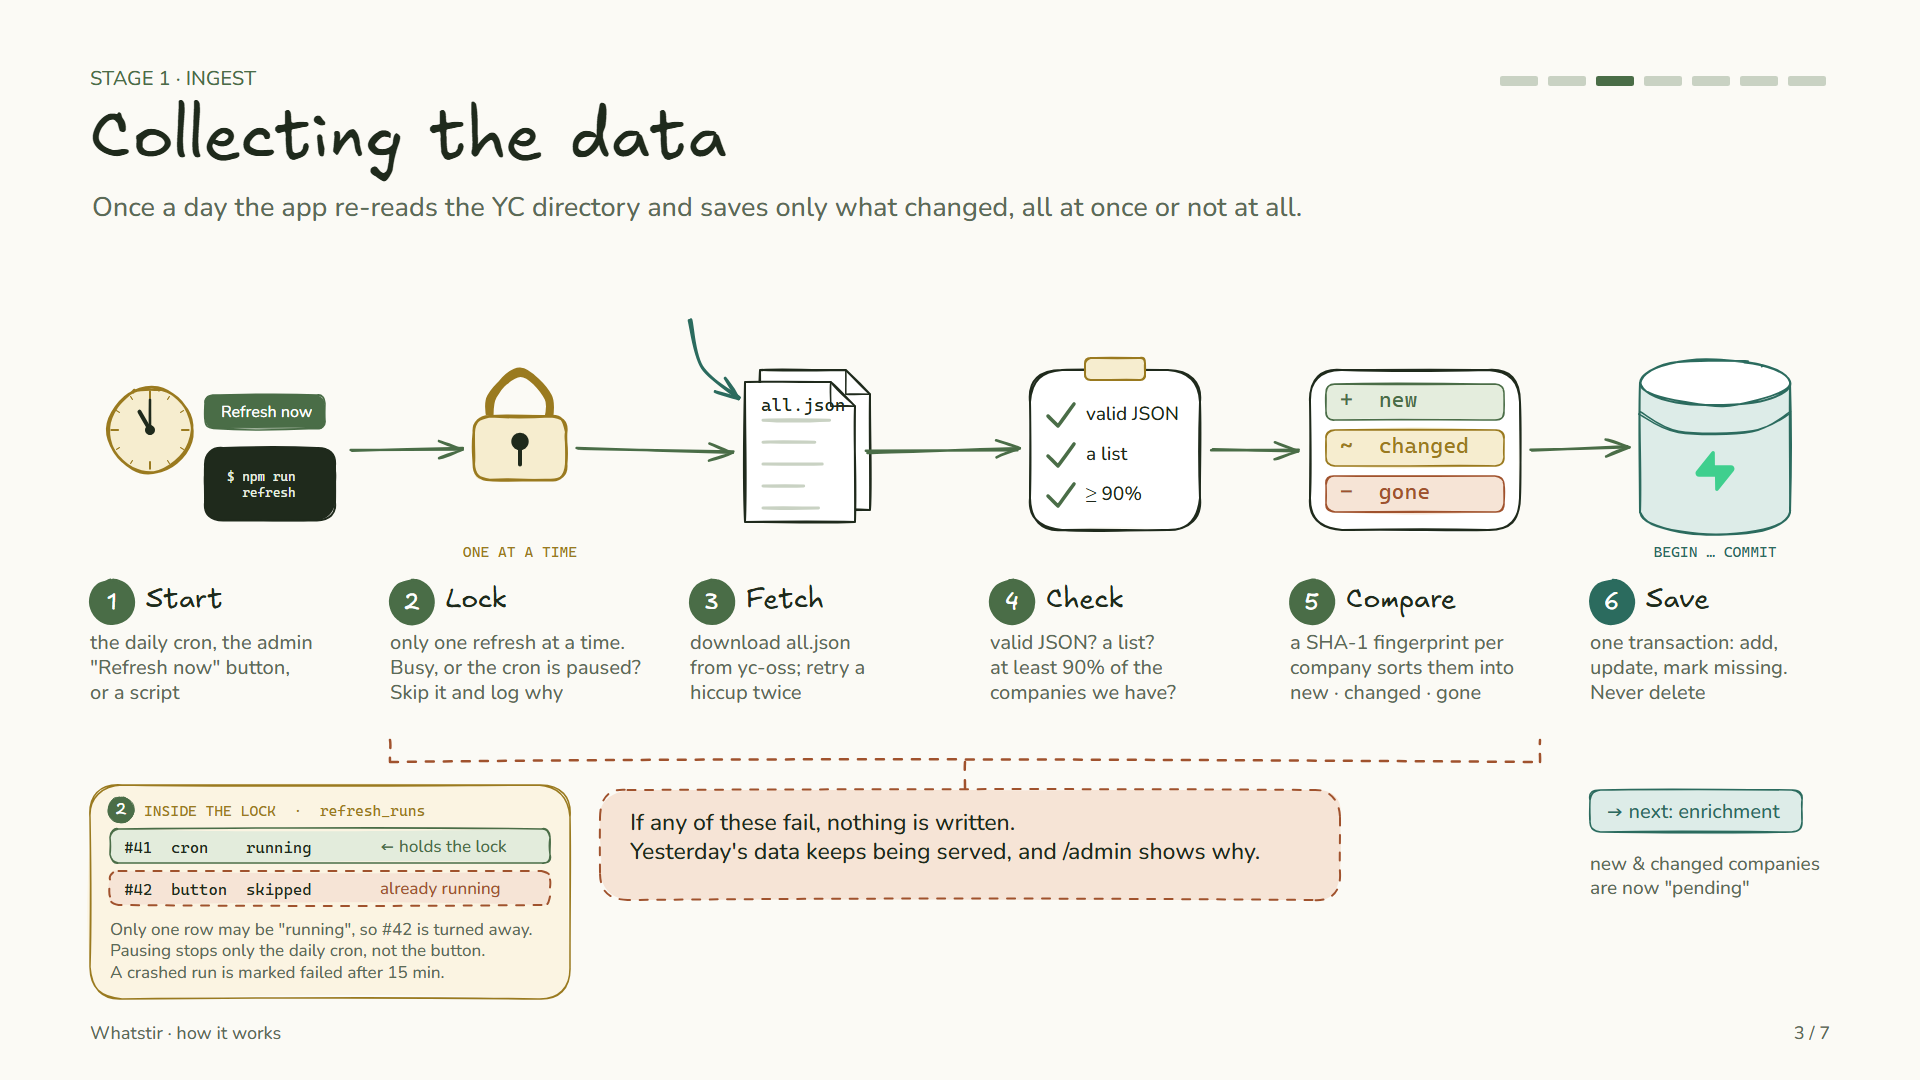 STAGE 1 · INGEST
Collecting the data
Once a day the app re-reads the YC directory and saves only what changed, all at once or not at all.
Refresh now
$ npm run
refresh
all.json
valid JSON
a list
≥ 90%
+ new
~ changed
− gone
ONE AT A TIME
BEGIN … COMMIT
1 Start
the daily cron, the admin
"Refresh now" button,
or a script
2 Lock
only one refresh at a time.
Busy, or the cron is paused?
Skip it and log why
3 Fetch
download all.json
from yc-oss; retry a
hiccup twice
4 Check
valid JSON? a list?
at least 90% of the
companies we have?
5 Compare
a SHA-1 fingerprint per
company sorts them into
new · changed · gone
6 Save
one transaction: add,
update, mark missing.
Never delete
2 INSIDE THE LOCK · refresh_runs
#41 cron running ← holds the lock
#42 button skipped already running
Only one row may be "running", so #42 is turned away.
Pausing stops only the daily cron, not the button.
A crashed run is marked failed after 15 min.
If any of these fail, nothing is written.
Yesterday's data keeps being served, and /admin shows why.
→ next: enrichment
new & changed companies
are now "pending"
Whatstir · how it works
3 / 7